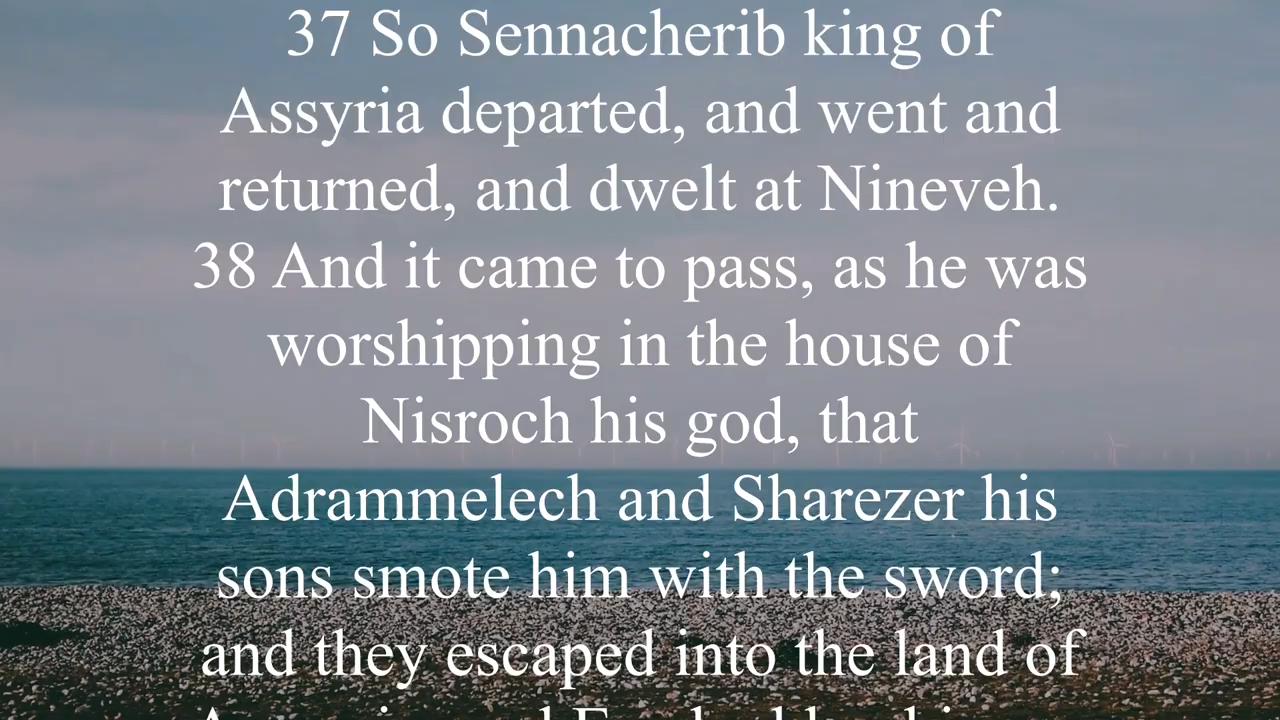 37 So Sennacherib king of
Assyria departed, and went and
returned, and dwelt at Nineveh.
38 And it came to pass, as he was
worshipping in the house of
Nisroch his god, that
Adrammelech and Sharezer his
sons smote him with the sword;
and they escaped into the land of